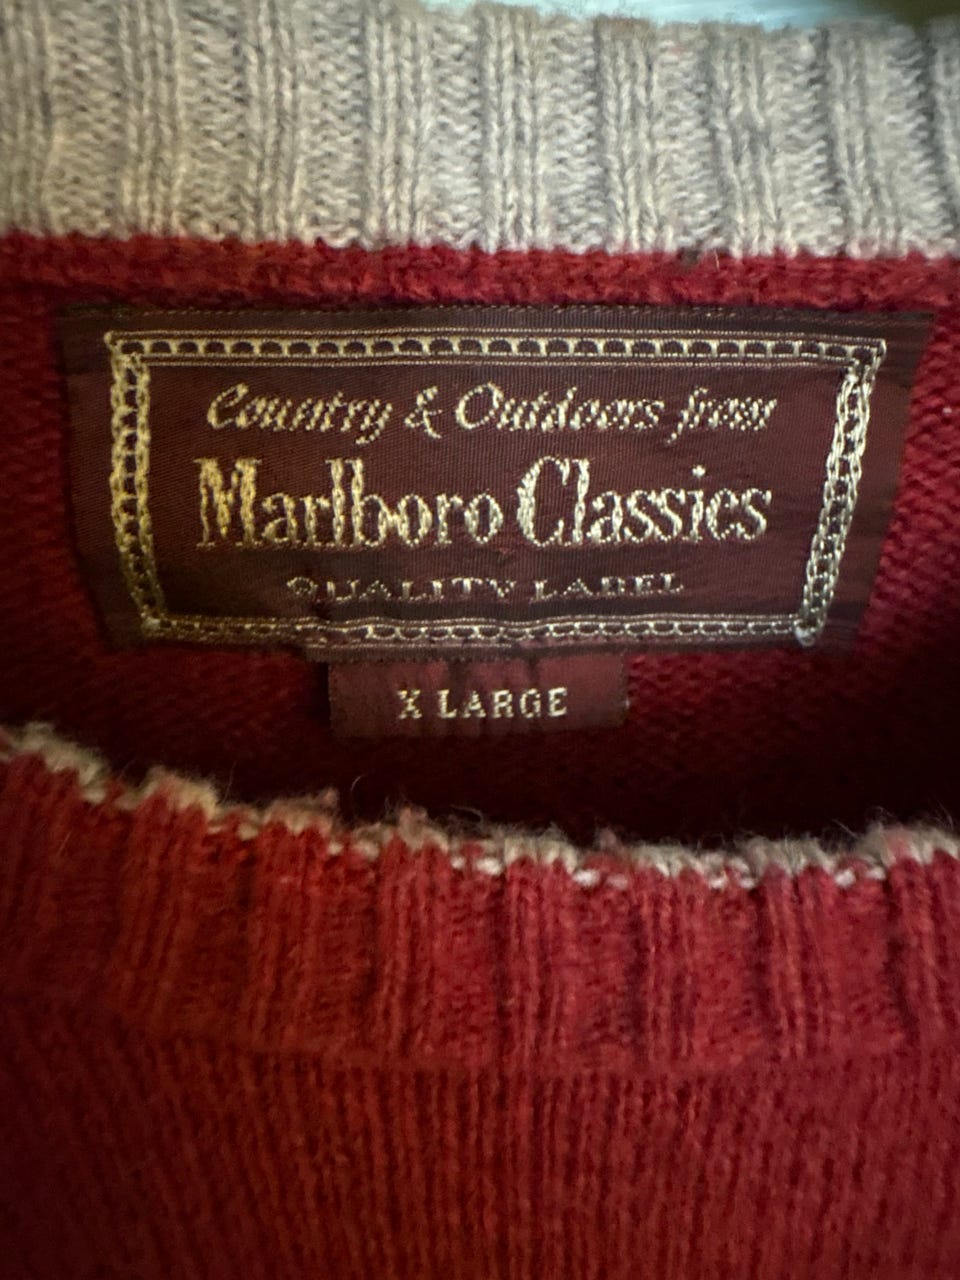 Country & Outdoors from
Marlboro Classics
QUALITY LABEL
X LARGE